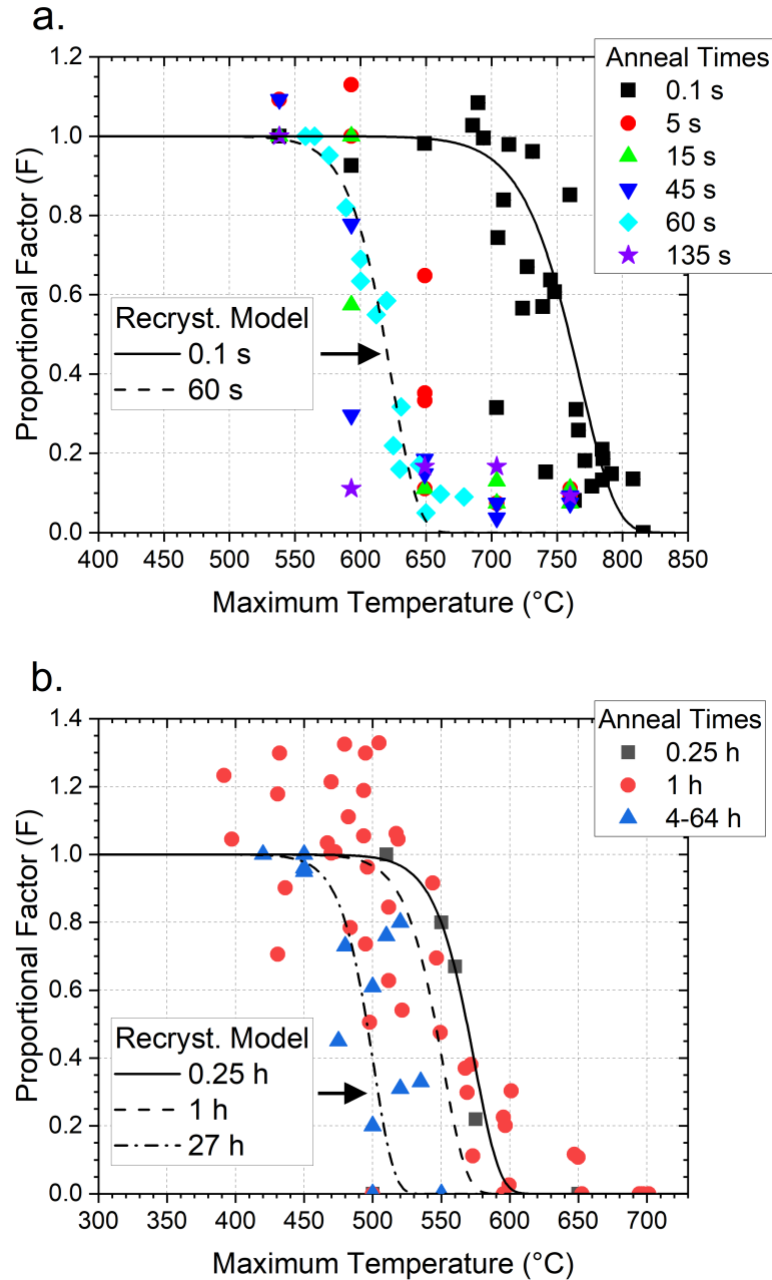 a.
1.2
1.0
0.8
0.6
0.4
0.2
0.0
Proportional Factor (F)
400 450 500 550 600 650 700 750 800 850
Maximum Temperature (°C)
Anneal Times
0.1 s
5 s
15 s
45 s
60 s
135 s
Recryst. Model
0.1 s
60 s
b.
1.4
1.2
1.0
0.8
0.6
0.4
0.2
0.0
Proportional Factor (F)
300 350 400 450 500 550 600 650 700
Maximum Temperature (°C)
Anneal Times
0.25 h
1 h
4-64 h
Recryst. Model
0.25 h
1 h
27 h